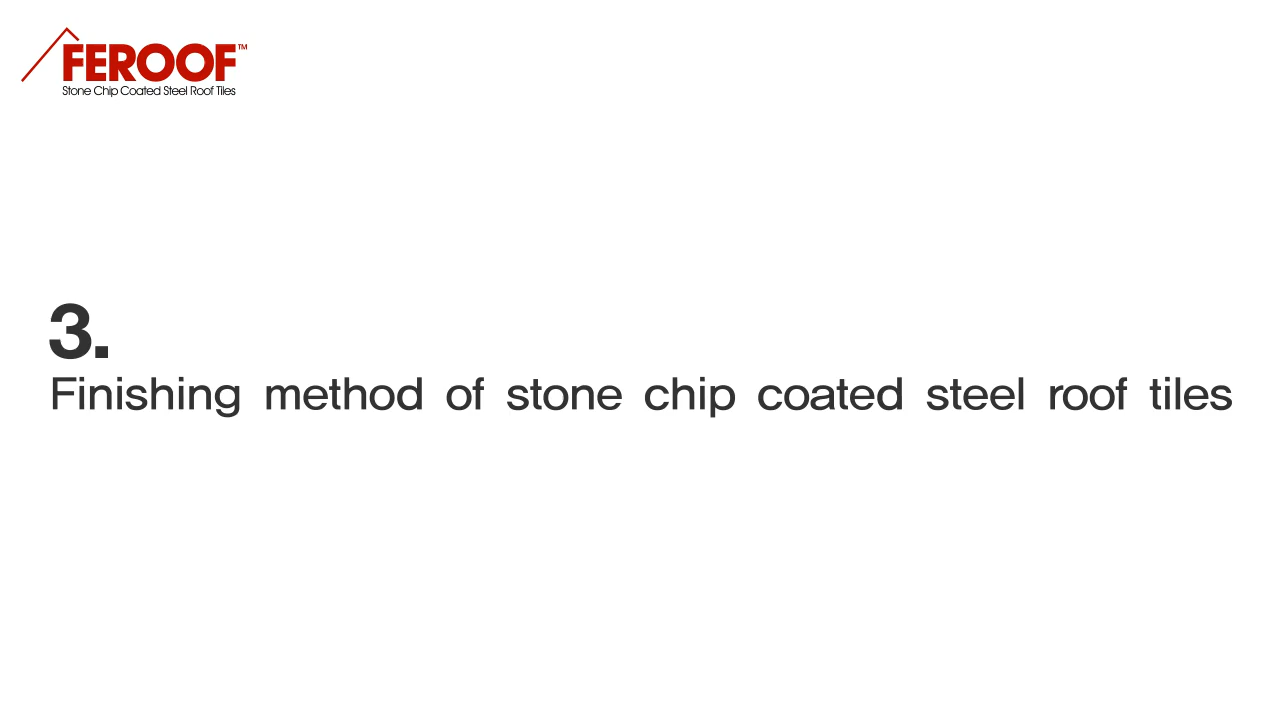 FEROOF™
Stone Chip Coated Steel Roof Tiles
3.
Finishing method of stone chip coated steel roof tiles